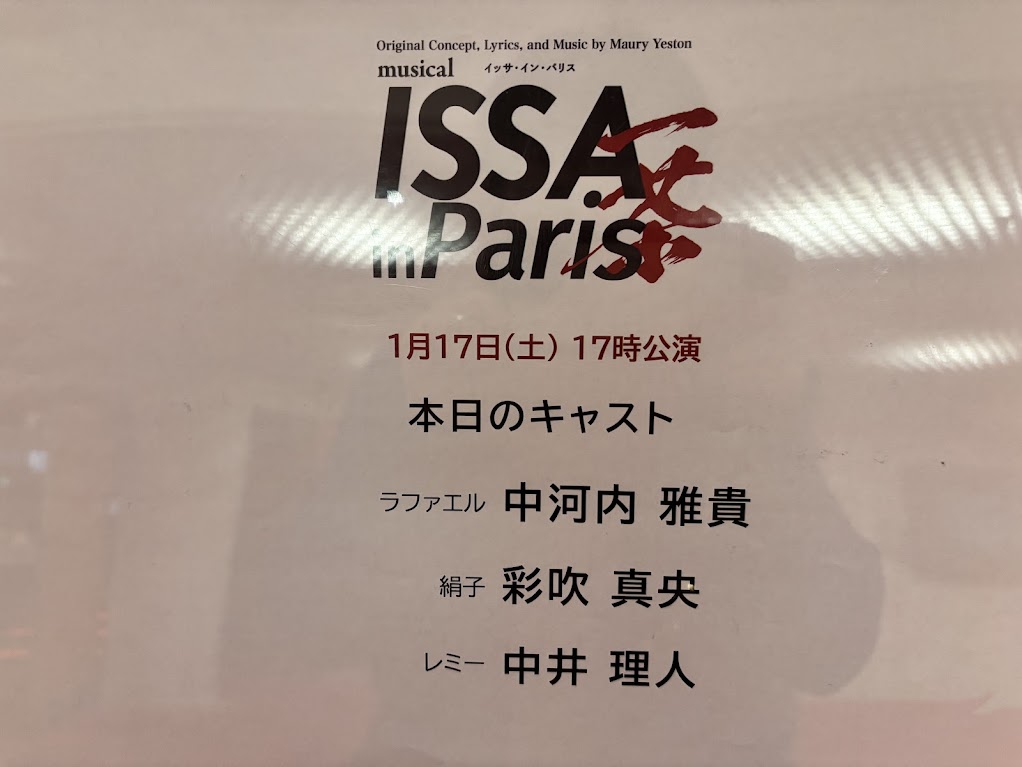 Original Concept, Lyrics, and Music by Maury Yeston
musical イッサ・イン・パリス
ISSA
in Paris
一茶
1月17日(土) 17時公演
本日のキャスト
ラファエル 中河内 雅貴
絹子 彩吹 真央
レミー 中井 理人